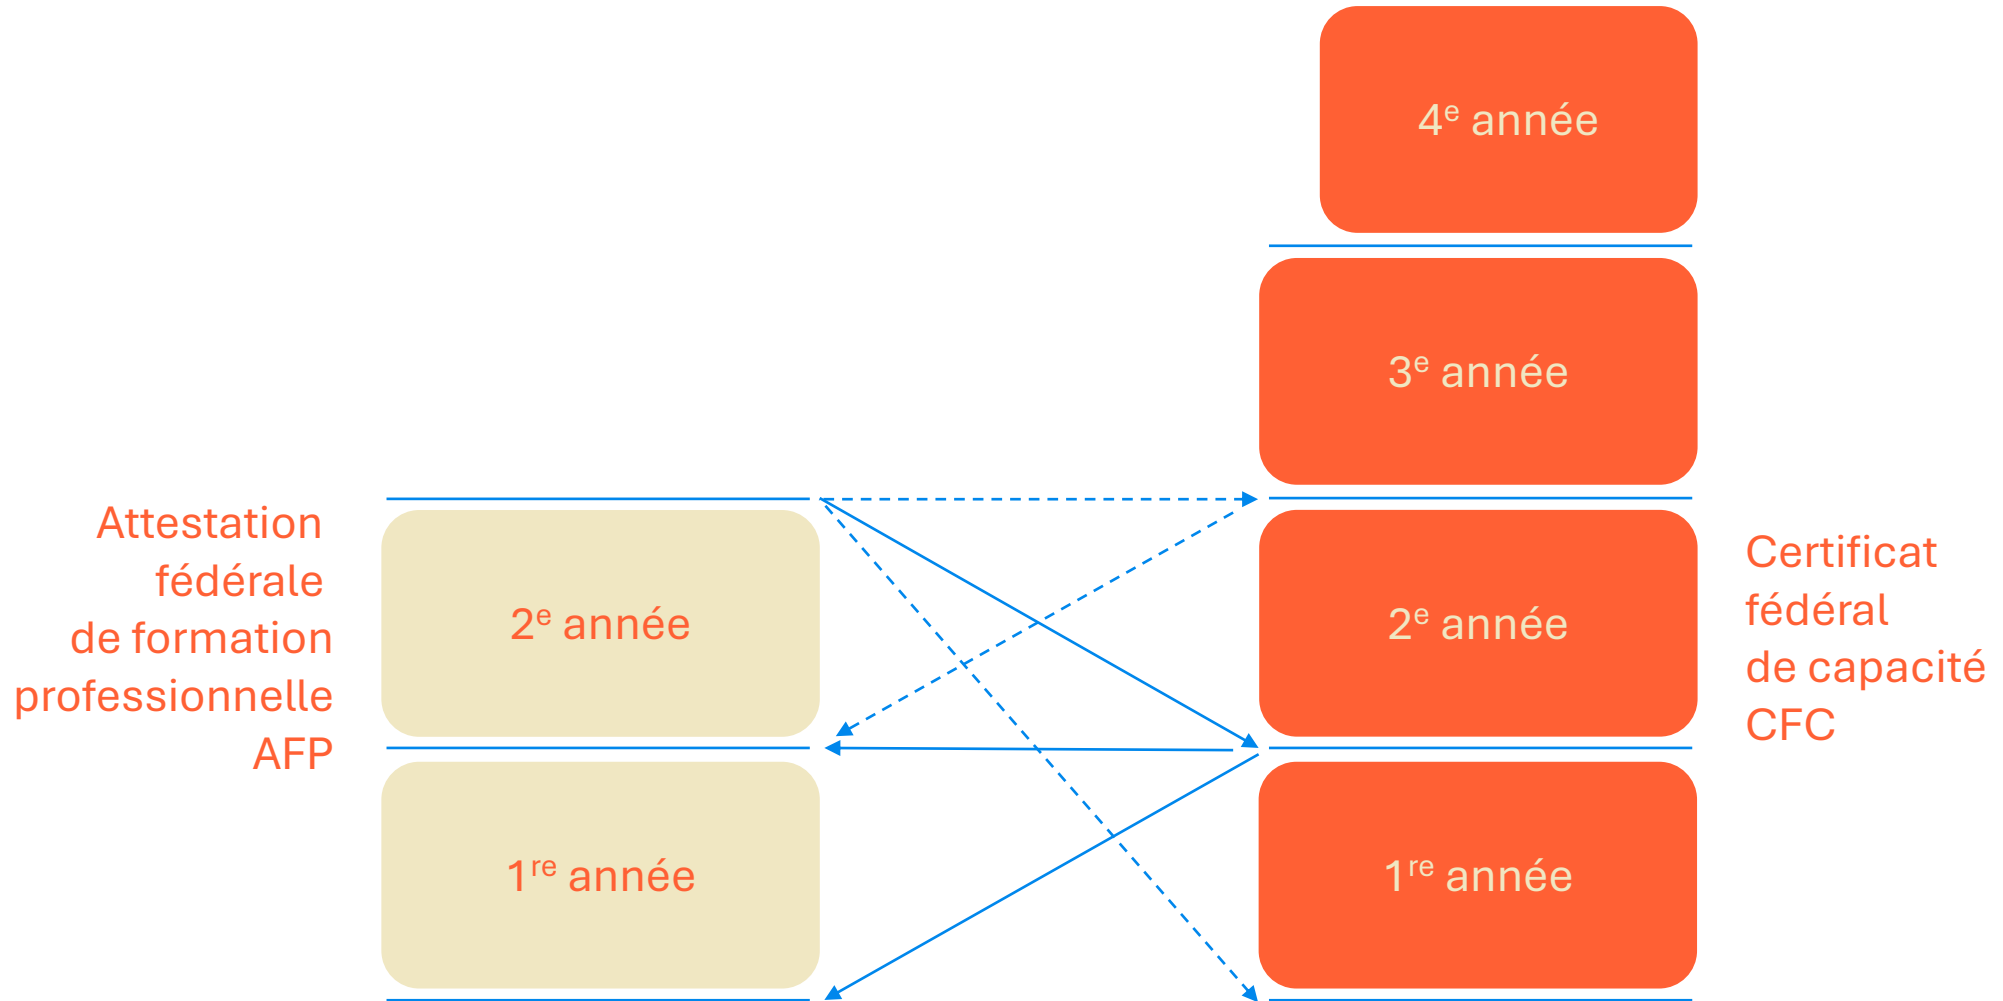 4e année
3e année
Attestation
fédérale
de formation
professionnelle
AFP
2e année
1re année
2e année
1re année
Certificat
fédéral
de capacité
CFC